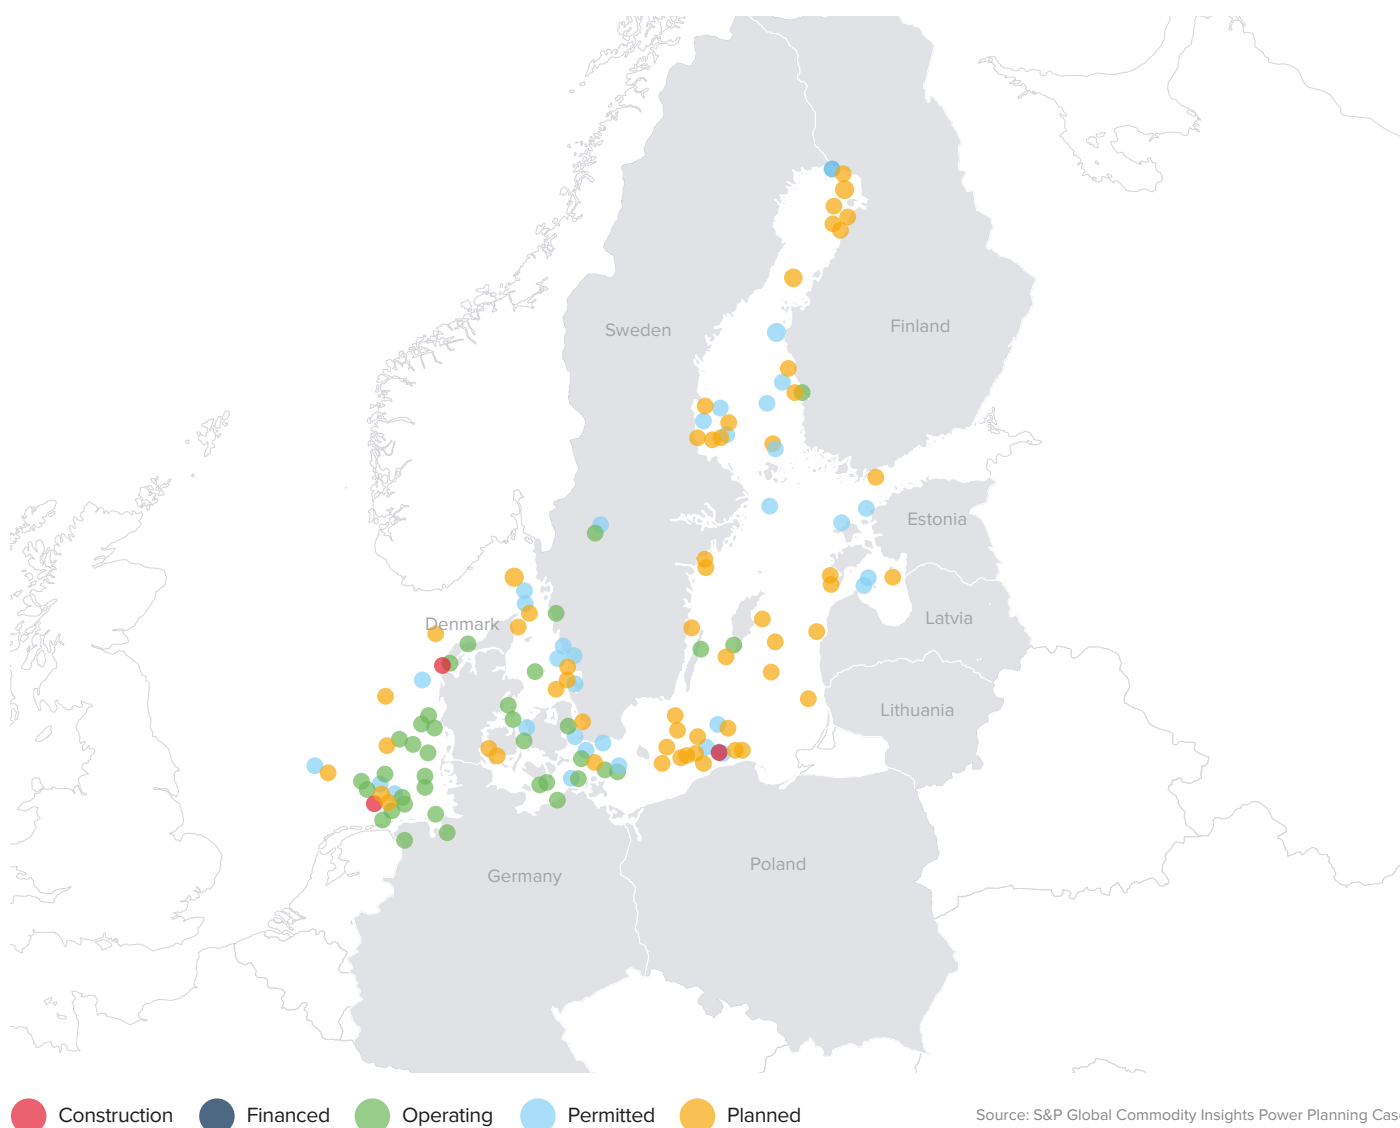 Sweden
Finland
Estonia
Denmark
Latvia
Lithuania
Poland
Germany
Construction
Financed
Operating
Permitted
Planned
Source: S&P Global Commodity Insights Power Planning Cas